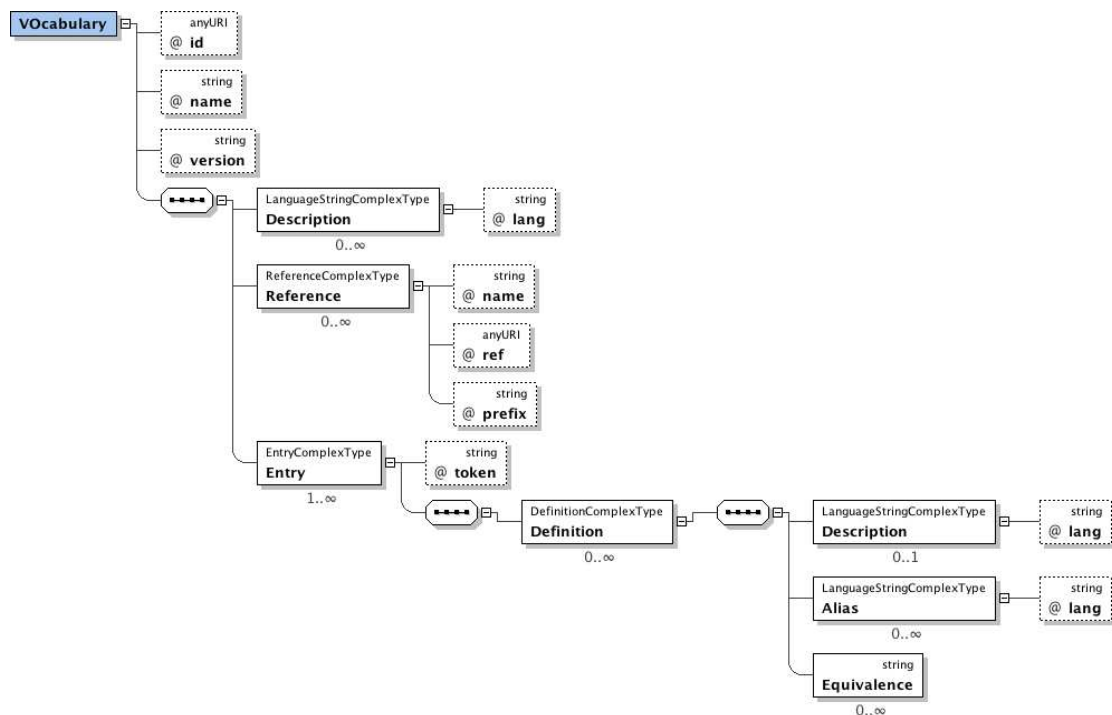 VOcabulary
anyURI
@ id
string
@ name
string
@ version
LanguageStringComplexType
Description
string
@ lang
0..∞
ReferenceComplexType
Reference
string
@ name
0..∞
anyURI
@ ref
string
@ prefix
EntryComplexType
Entry
string
@ token
1..∞
DefinitionComplexType
Definition
0..∞
LanguageStringComplexType
Description
string
@ lang
0..1
LanguageStringComplexType
Alias
string
@ lang
0..∞
string
Equivalence
0..∞